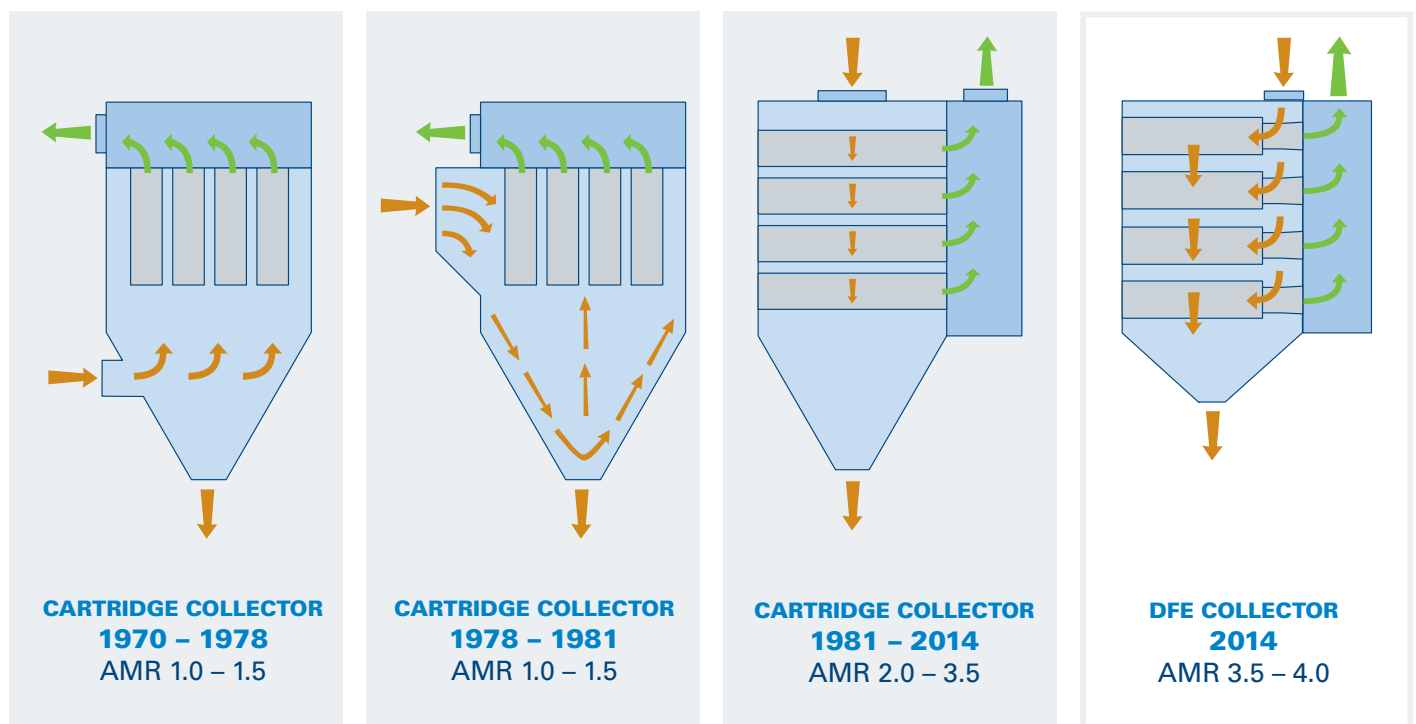 CARTRIDGE COLLECTOR
1970 – 1978
AMR 1.0 – 1.5
CARTRIDGE COLLECTOR
1978 – 1981
AMR 1.0 – 1.5
CARTRIDGE COLLECTOR
1981 – 2014
AMR 2.0 – 3.5
DFE COLLECTOR
2014
AMR 3.5 – 4.0